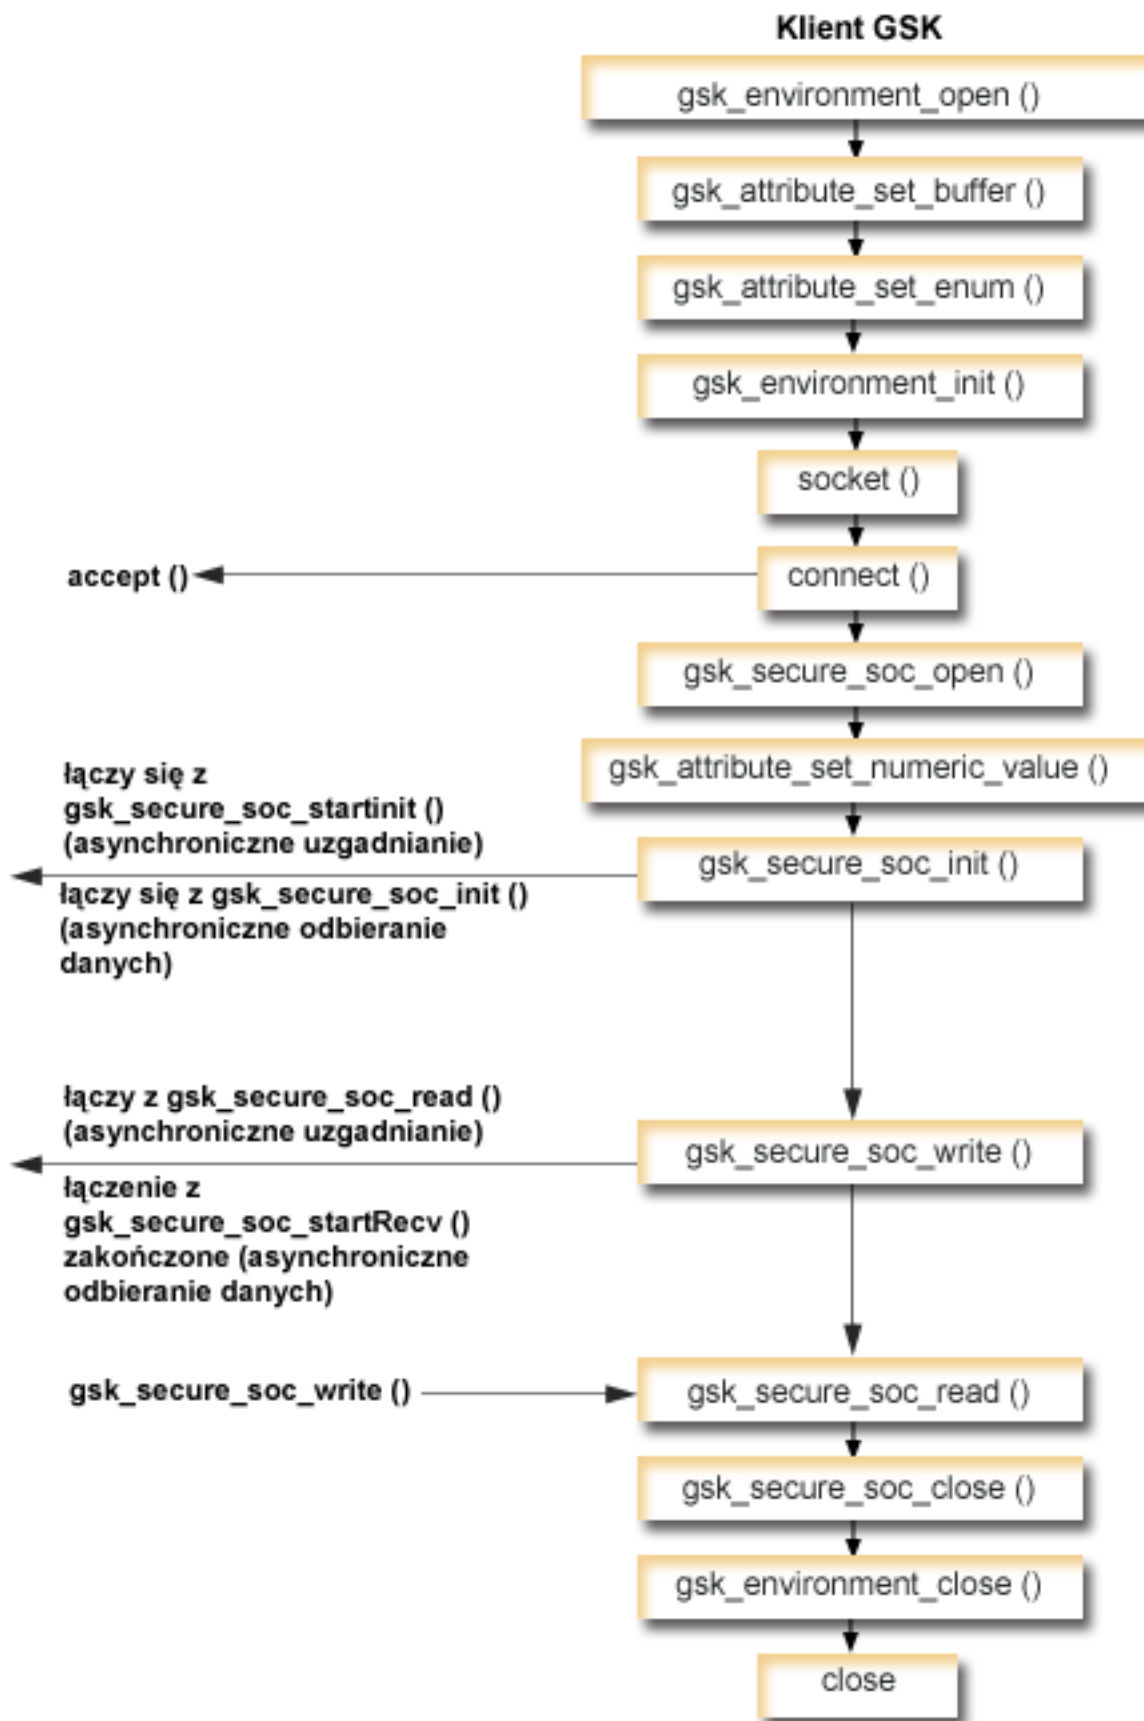 Klient GSK
gsk_environment_open ()
gsk_attribute_set_buffer ()
gsk_attribute_set_enum ()
gsk_environment_init ()
socket ()
accept ()
connect ()
gsk_secure_soc_open ()
gsk_attribute_set_numeric_value ()
łączy się z
gsk_secure_soc_startinit ()
(asynchroniczne uzgadnianie)
gsk_secure_soc_init ()
łączy się z gsk_secure_soc_init ()
(asynchroniczne odbieranie
danych)
łączy z gsk_secure_soc_read ()
(asynchroniczne uzgadnianie)
gsk_secure_soc_write ()
łączenie z
gsk_secure_soc_startRecv ()
zakończone (asynchroniczne
odbieranie danych)
gsk_secure_soc_write ()
gsk_secure_soc_read ()
gsk_secure_soc_close ()
gsk_environment_close ()
close